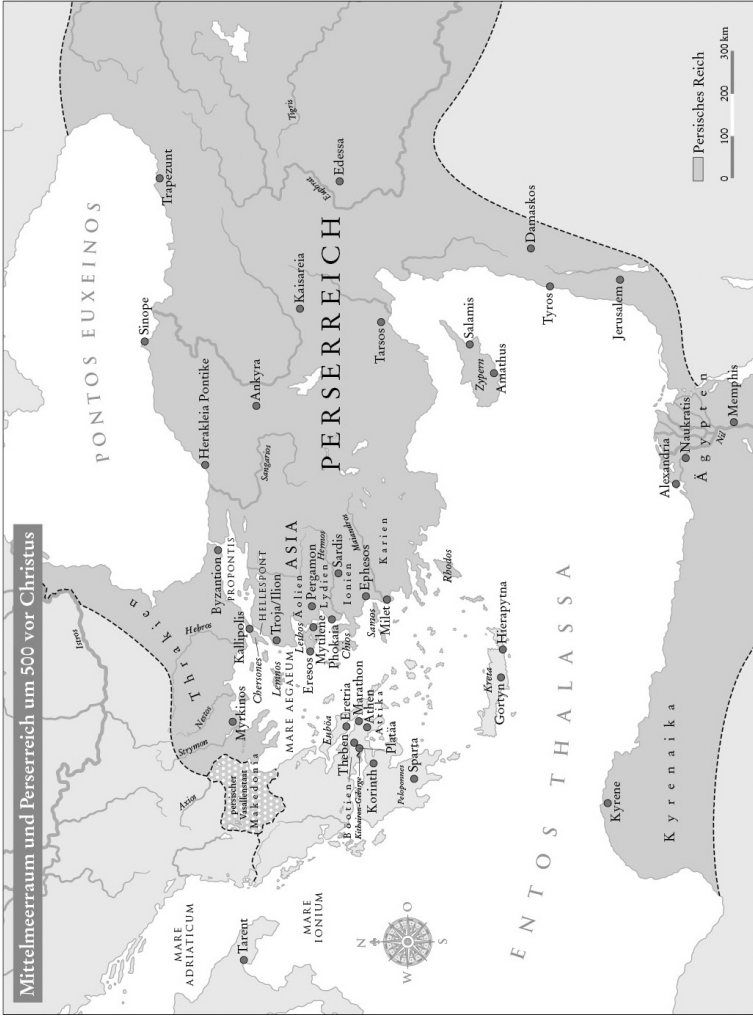 Mittelmeerraum und Perserreich um 500 vor Christus
Istros
PONTOS EUXEINOS
Sinope
Trapezunt
Herakleia Pontike
Thrakien
Byzantion
PROPONTIS
Hebros
Nestos
Strymon
Axios
Myrkinos
Kallipolis
HELLESPONT
Chersones
Troja/Ilion
persischer
Vasallenstaat
Makedonia
MARE
ADRIATICUM
Tarent
MARE
IONIUM
Lemnos
MARE AEGAEUM
ASIA
Sangarios
Ankyra
Kaisareia
Tigris
Euphrat
Edessa
PERSERREICH
Lesbos
Äolien
Pergamon
Mytilene
Eresos
Lydien
Hermos
Phokaia
Sardis
Chios
Ionien
Ephesos
Maiandros
Samos
Milet
Karien
Rhodos
Euböa
Eretria
Theben
Marathon
Athen
Attika
Böotien
Kithairon-Gebirge
Platäa
Korinth
Peloponnes
Sparta
Tarsos
Salamis
Zypern
Amathus
Damaskos
Tyros
Jerusalem
Kreta
Gortyn
Hierapytna
ENTOS THALASSA
Kyrene
Kyrenaika
Alexandria
Naukratis
Ägypten
Nil
Memphis
N
O
S
W
Persisches Reich
0 100 200 300 km